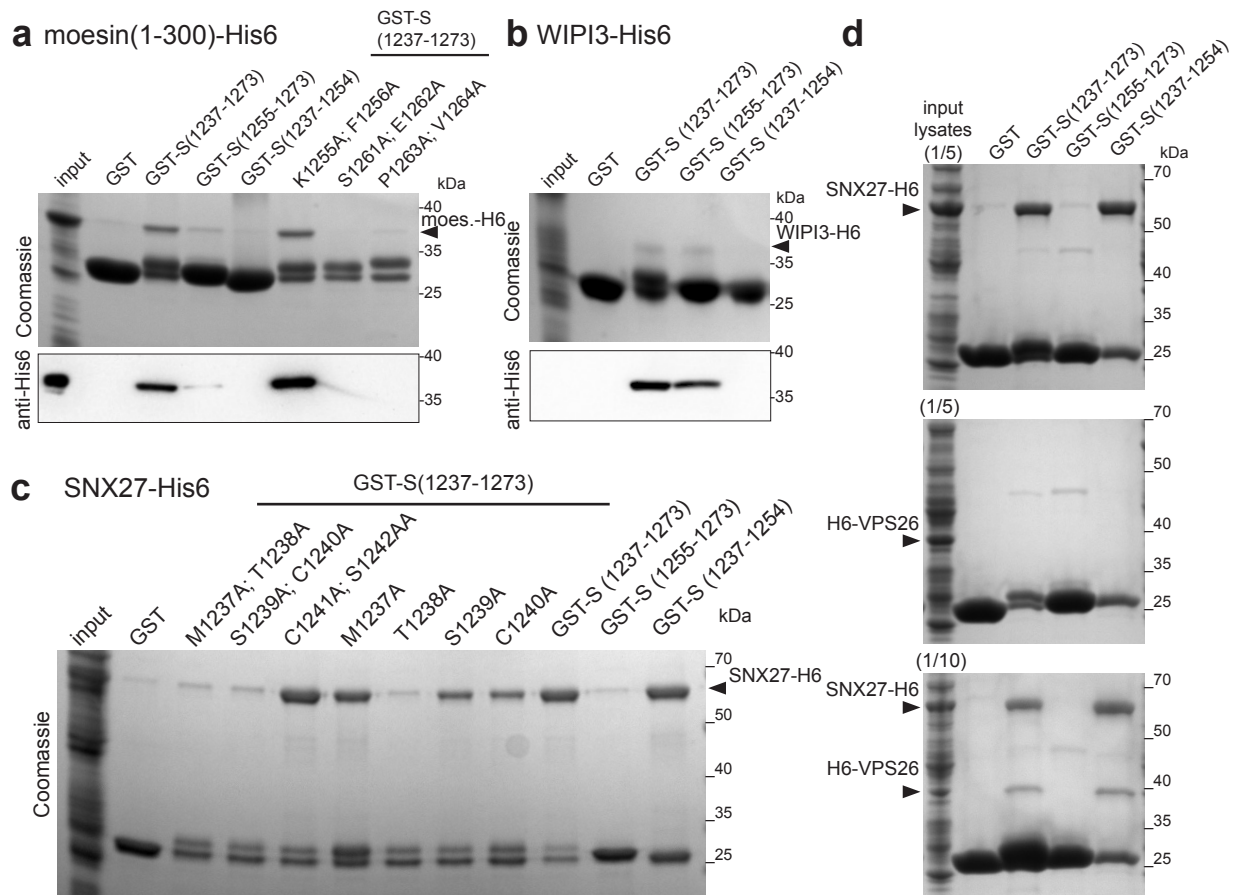 a moesin(1-300)-His6
GST-S
(1237-1273)
input
GST
GST-S(1237-1273)
GST-S(1255-1273)
GST-S(1237-1254)
K1255A; F1256A
S1261A; E1262A
P1263A; V1264A
kDa
-40
moes.-H6
-35
-25
Coomassie
-40
-35
anti-His6
b WIPI3-His6
input
GST
GST-S (1237-1273)
GST-S (1255-1273)
GST-S (1237-1254)
kDa
-40
WIPI3-H6
-35
-25
Coomassie
-40
-35
anti-His6
c SNX27-His6
GST-S(1237-1273)
input
GST
M1237A; T1238A
S1239A; C1240A
C1241A; S1242AA
M1237A
T1238A
S1239A
C1240A
GST-S (1237-1273)
GST-S (1255-1273)
GST-S (1237-1254)
kDa
70
SNX27-H6
50
40
35
25
Coomassie
d
input
lysates
(1/5)
GST
GST-S(1237-1273)
GST-S(1255-1273)
GST-S(1237-1254)
kDa
70
SNX27-H6
50
40
35
25
(1/5)
70
50
H6-VPS26
40
35
25
(1/10)
SNX27-H6
70
50
H6-VPS26
40
35
25